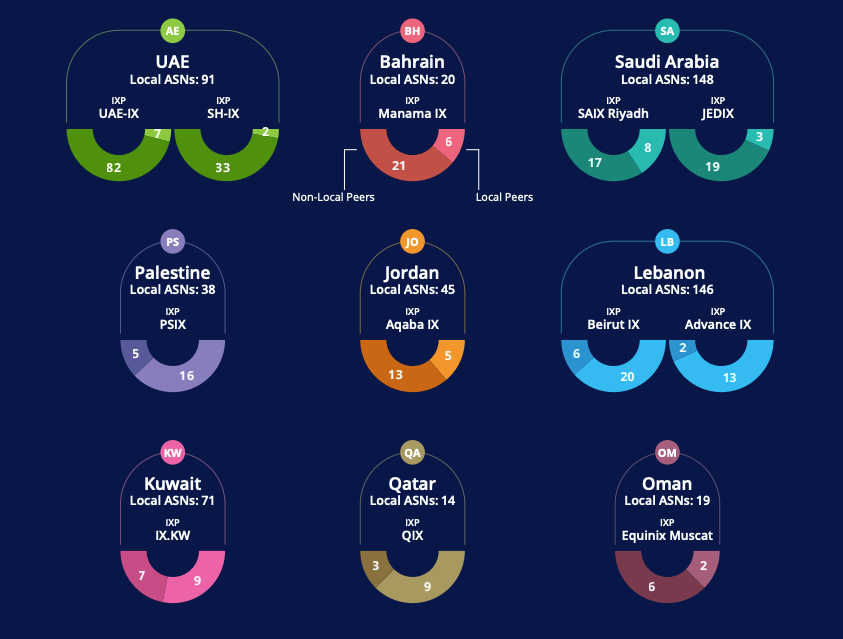 AE
UAE
Local ASNs: 91
IXP
UAE-IX
IXP
SH-IX
82
7
33
2
BH
Bahrain
Local ASNs: 20
IXP
Manama IX
21
6
Non-Local Peers
Local Peers
SA
Saudi Arabia
Local ASNs: 148
IXP
SAIX Riyadh
IXP
JEDIX
17
8
19
3
PS
Palestine
Local ASNs: 38
IXP
PSIX
5
16
JO
Jordan
Local ASNs: 45
IXP
Aqaba IX
13
5
LB
Lebanon
Local ASNs: 146
IXP
Beirut IX
IXP
Advance IX
6
20
2
13
KW
Kuwait
Local ASNs: 71
IXP
IX.KW
7
9
QA
Qatar
Local ASNs: 14
IXP
QIX
3
9
OM
Oman
Local ASNs: 19
IXP
Equinix Muscat
6
2